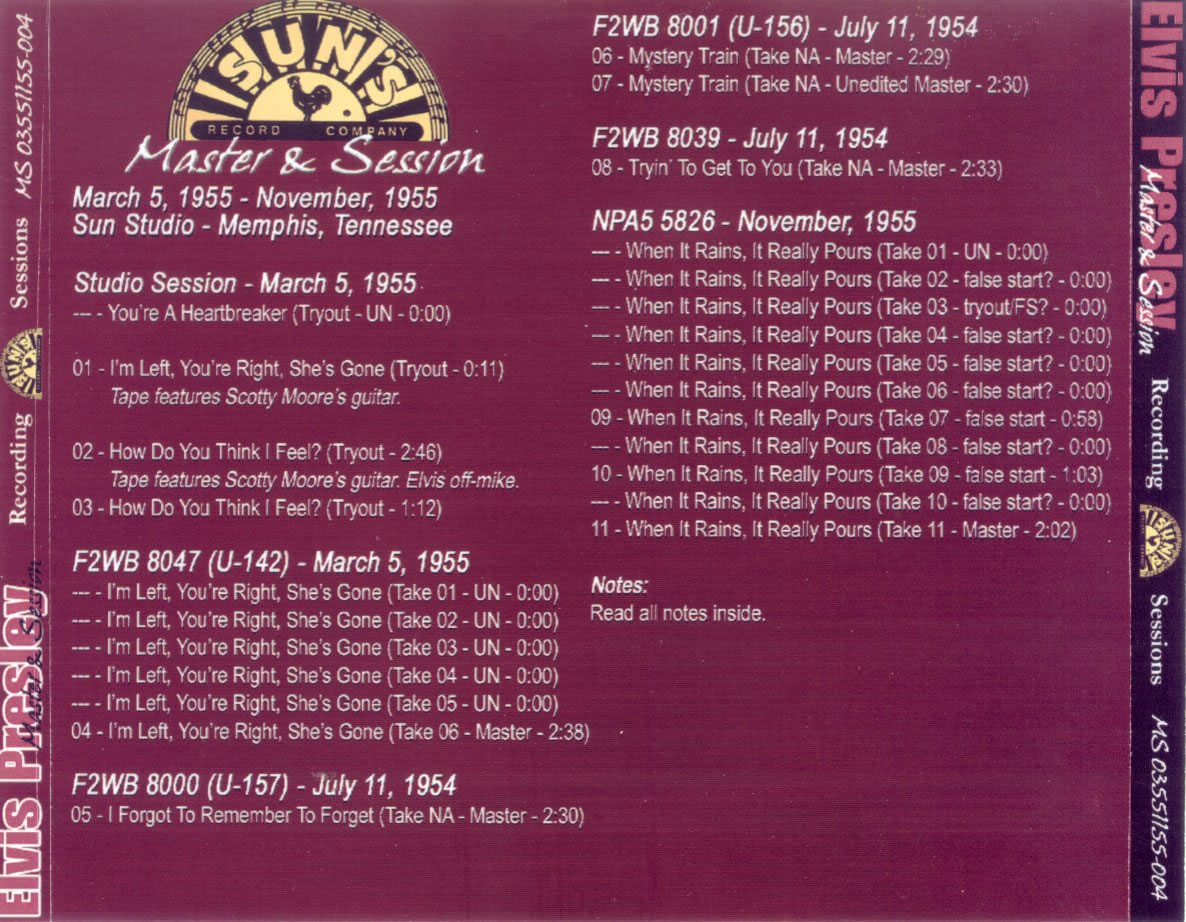 SUN'S
RECORD COMPANY
Master & Session
March 5, 1955 - November, 1955
Sun Studio - Memphis, Tennessee
Studio Session - March 5, 1955
--- - You're A Heartbreaker (Tryout - UN - 0:00)
01 - I'm Left, You're Right, She's Gone (Tryout - 0:11)
Tape features Scotty Moore's guitar.
02 - How Do You Think I Feel? (Tryout - 2:46)
Tape features Scotty Moore's guitar. Elvis off-mike.
03 - How Do You Think I Feel? (Tryout - 1:12)
F2WB 8047 (U-142) - March 5, 1955
--- - I'm Left, You're Right, She's Gone (Take 01 - UN - 0:00)
--- - I'm Left, You're Right, She's Gone (Take 02 - UN - 0:00)
--- - I'm Left, You're Right, She's Gone (Take 03 - UN - 0:00)
--- - I'm Left, You're Right, She's Gone (Take 04 - UN - 0:00)
--- - I'm Left, You're Right, She's Gone (Take 05 - UN - 0:00)
04 - I'm Left, You're Right, She's Gone (Take 06 - Master - 2:38)
F2WB 8000 (U-157) - July 11, 1954
05 - I Forgot To Remember To Forget (Take NA - Master - 2:30)
F2WB 8001 (U-156) - July 11, 1954
06 - Mystery Train (Take NA - Master - 2:29)
07 - Mystery Train (Take NA - Unedited Master - 2:30)
F2WB 8039 - July 11, 1954
08 - Tryin' To Get To You (Take NA - Master - 2:33)
NPA5 5826 - November, 1955
--- - When It Rains, It Really Pours (Take 01 - UN - 0:00)
--- - When It Rains, It Really Pours (Take 02 - false start? - 0:00)
--- - When It Rains, It Really Pours (Take 03 - tryout/FS? - 0:00)
--- - When It Rains, It Really Pours (Take 04 - false start? - 0:00)
--- - When It Rains, It Really Pours (Take 05 - false start? - 0:00)
--- - When It Rains, It Really Pours (Take 06 - false start? - 0:00)
09 - When It Rains, It Really Pours (Take 07 - false start - 0:58)
--- - When It Rains, It Really Pours (Take 08 - false start? - 0:00)
10 - When It Rains, It Really Pours (Take 09 - false start - 1:03)
--- - When It Rains, It Really Pours (Take 10 - false start? - 0:00)
11 - When It Rains, It Really Pours (Take 11 - Master - 2:02)
Notes:
Read all notes inside.
Elvis Presley Master & Session Recording SUN'S Sessions MS 03551155-004
Elvis Presley Master & Session Recording SUN'S Sessions MS 03551155-004